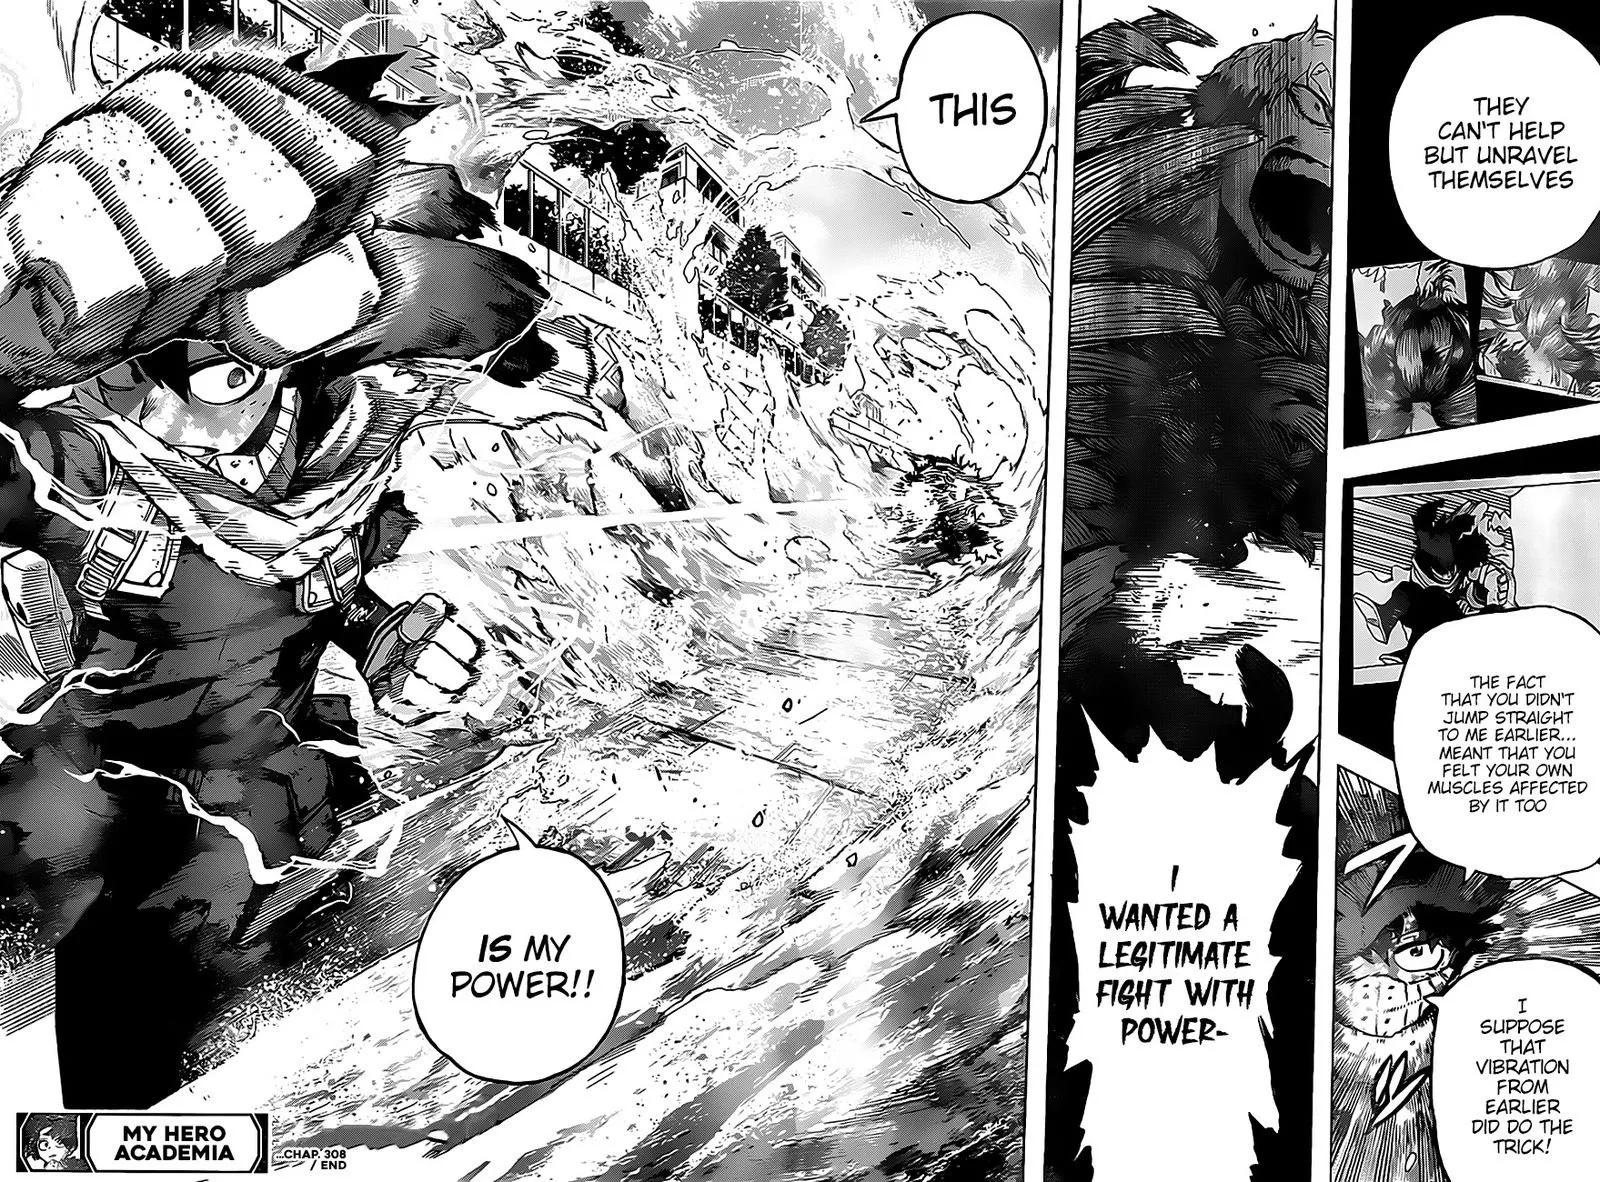 THEY
CAN'T HELP
BUT UNRAVEL
THEMSELVES
THE FACT
THAT YOU DIDN'T
JUMP STRAIGHT
TO ME EARLIER...
MEANT THAT YOU
FELT YOUR OWN
MUSCLES AFFECTED
BY IT TOO
I
SUPPOSE
THAT
VIBRATION
FROM
EARLIER
DID DO THE
TRICK!
I
WANTED A
LEGITIMATE
FIGHT WITH
POWER-
THIS
IS MY
POWER!!
MY HERO
ACADEMIA
...CHAP. 308
/ END